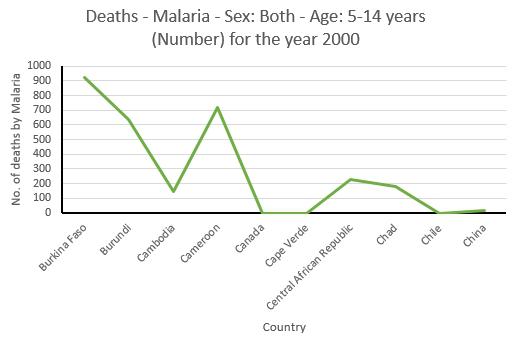 Deaths - Malaria - Sex: Both - Age: 5-14 years
(Number) for the year 2000
No. of deaths by Malaria
1000
900
800
700
600
500
400
300
200
100
0
Burkina Faso
Burundi
Cambodia
Cameroon
Canada
Cape Verde
Central African Republic
Chad
Chile
China
Country